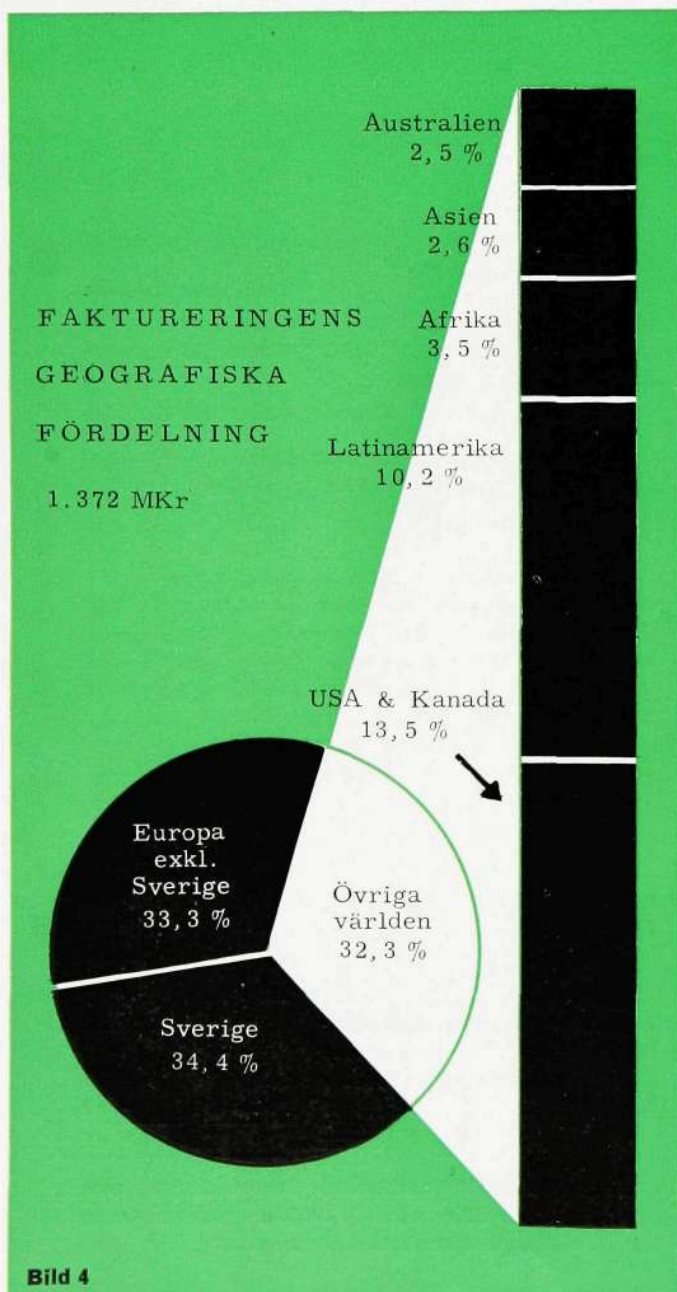 Australien
2,5 %
Asien
2,6 %
FAKTURERINGENS
GEOGRAFISKA
FÖRDELNING
1.372 MKr
Afrika
3,5 %
Latinamerika
10,2 %
USA & Kanada
13,5 %
Europa
exkl.
Sverige
33,3 %
Övriga
världen
32,3 %
Sverige
34,4 %
Bild 4